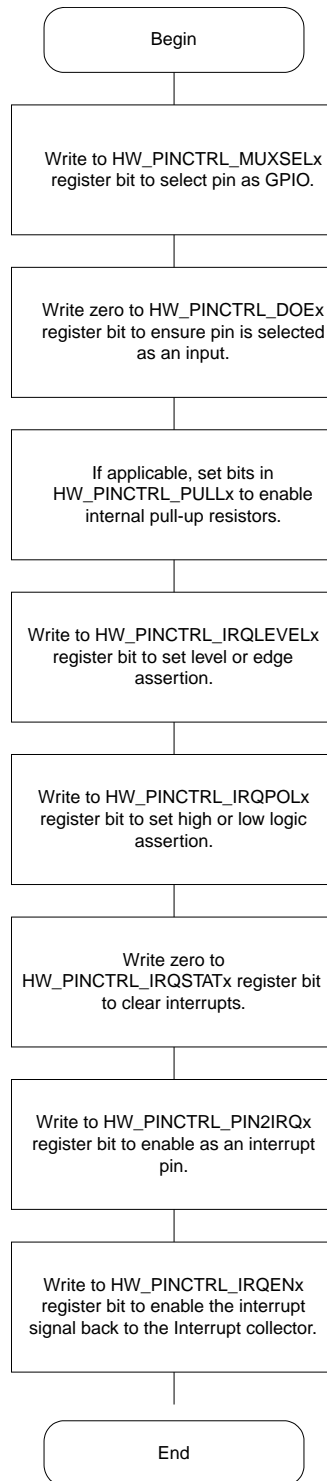 Begin
Write to HW_PINCTRL_MUXSELx
register bit to select pin as GPIO.
Write zero to HW_PINCTRL_DOEx
register bit to ensure pin is selected
as an input.
If applicable, set bits in
HW_PINCTRL_PULLx to enable
internal pull-up resistors.
Write to HW_PINCTRL_IRQLEVELx
register bit to set level or edge
assertion.
Write to HW_PINCTRL_IRQPOLx
register bit to set high or low logic
assertion.
Write zero to
HW_PINCTRL_IRQSTATx register bit
to clear interrupts.
Write to HW_PINCTRL_PIN2IRQx
register bit to enable as an interrupt
pin.
Write to HW_PINCTRL_IRQENx
register bit to enable the interrupt
signal back to the Interrupt collector.
End